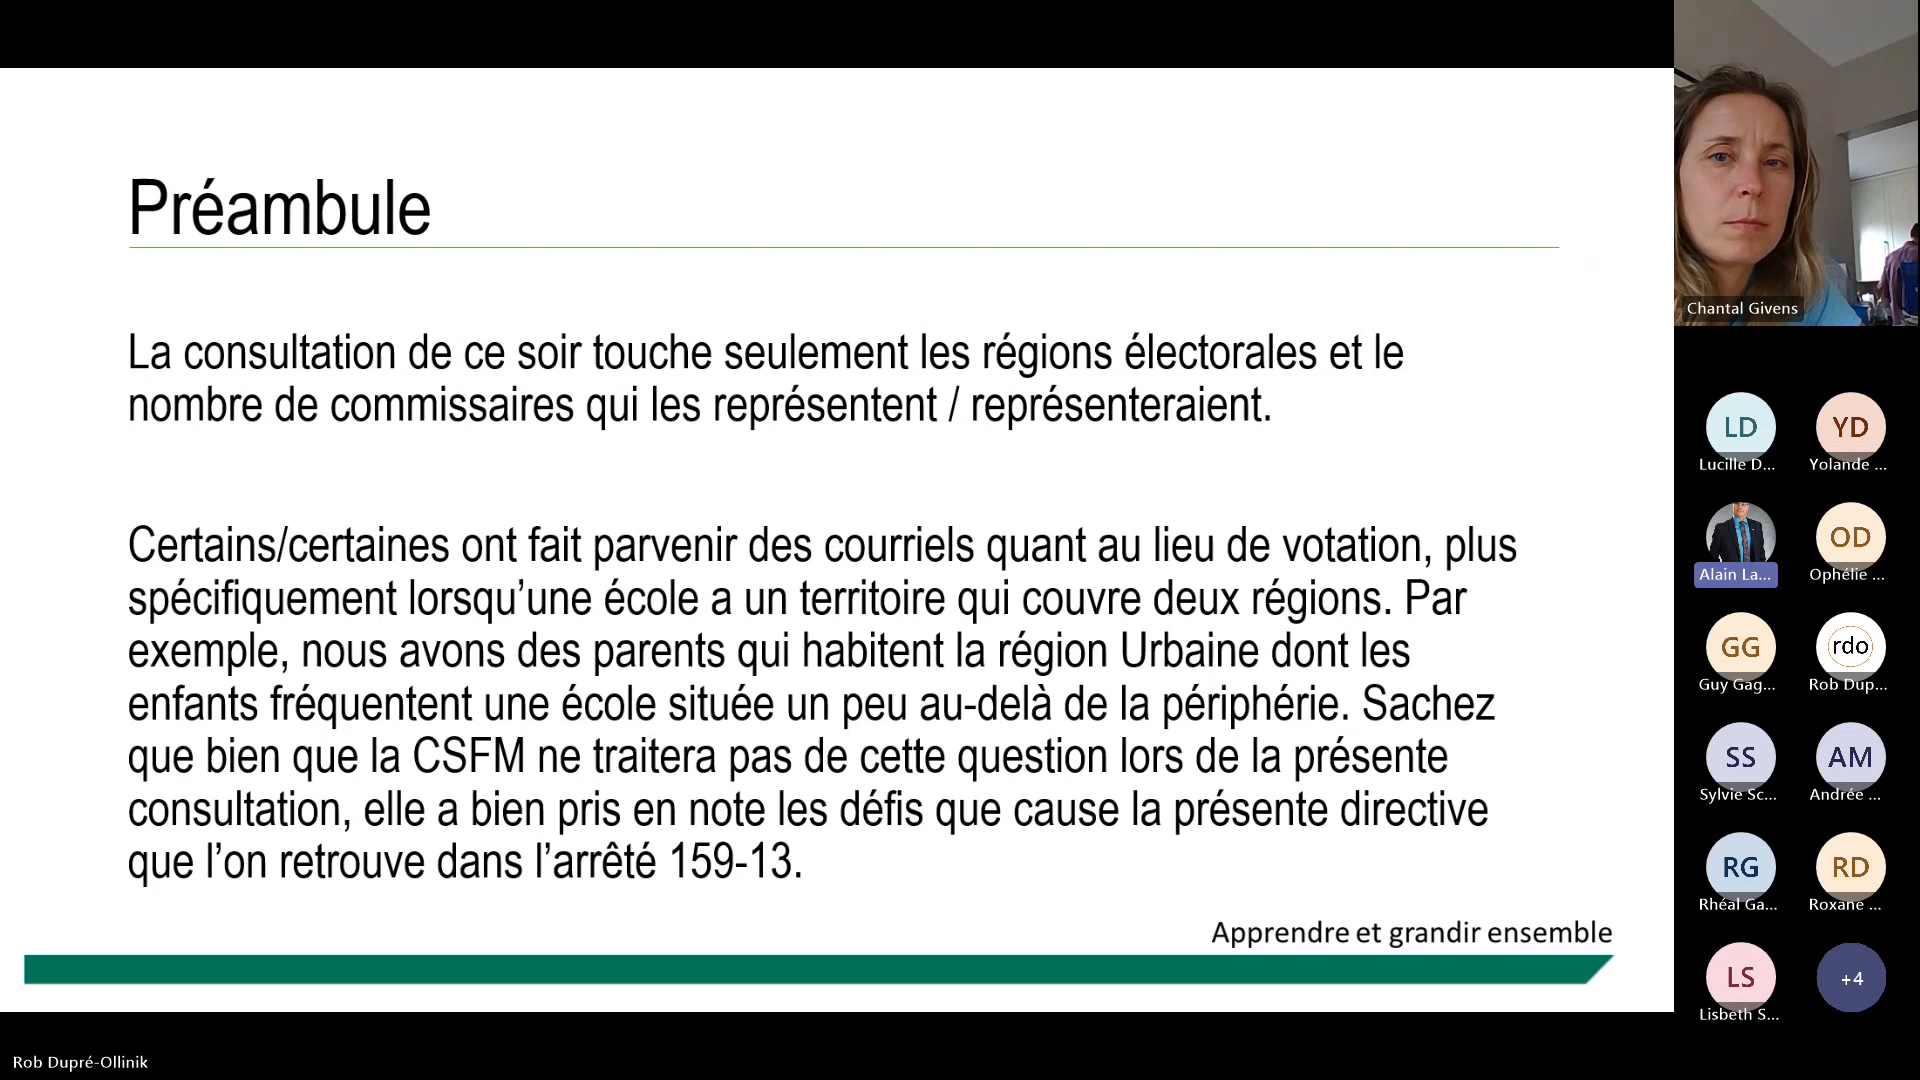 Préambule
La consultation de ce soir touche seulement les régions électorales et le
nombre de commissaires qui les représentent / représenteraient.
Certains/certaines ont fait parvenir des courriels quant au lieu de votation, plus
spécifiquement lorsqu’une école a un territoire qui couvre deux régions. Par
exemple, nous avons des parents qui habitent la région Urbaine dont les
enfants fréquentent une école située un peu au-delà de la périphérie. Sachez
que bien que la CSFM ne traitera pas de cette question lors de la présente
consultation, elle a bien pris en note les défis que cause la présente directive
que l’on retrouve dans l’arrêté 159-13.
Apprendre et grandir ensemble
Rob Dupré-Ollinik
Chantal Givens
LD
YD
Lucille D...
Yolande ...
OD
Alain La...
Ophélie ...
GG
rdo
Guy Gag...
Rob Dup...
SS
AM
Sylvie Sc...
Andrée ...
RG
RD
Rhéal Ga...
Roxane ...
LS
+4
Lisbeth S...